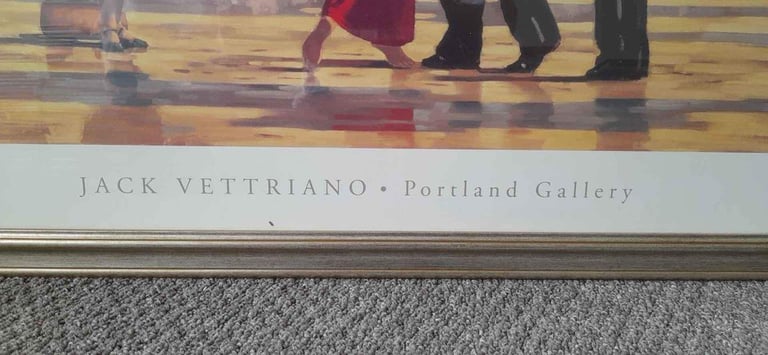 JACK VETTRIANO • Portland Gallery